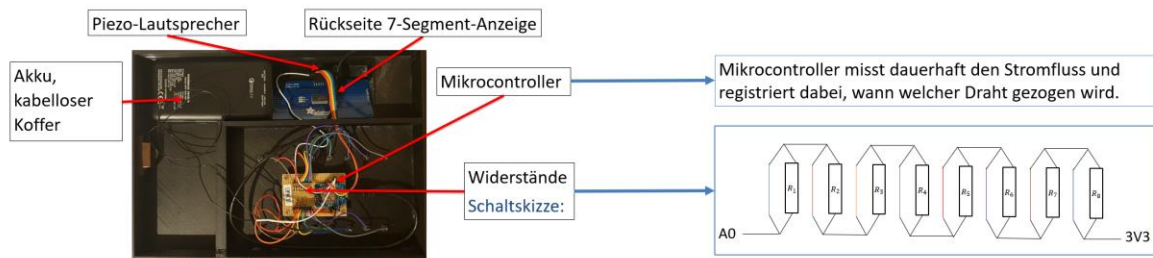 Piezo-Lautsprecher
Rückseite 7-Segment-Anzeige
Akku,
kabelloser
Koffer
Mikrocontroller
Mikrocontroller misst dauerhaft den Stromfluss und
registriert dabei, wann welcher Draht gezogen wird.
Widerstände
Schaltskizze:
R1 R2 R3 R4 R5 R6 R7 R8
A0 3V3